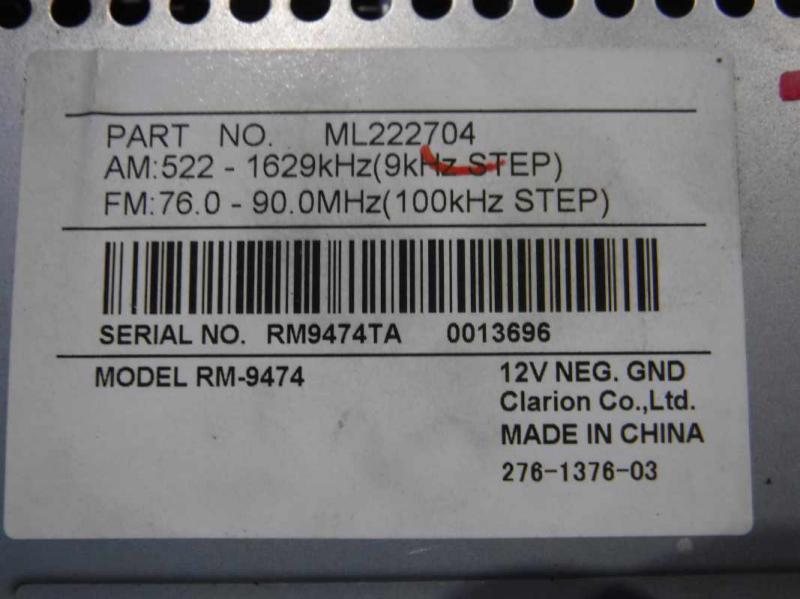 PART NO. ML222704
AM:522 - 1629kHz(9kHz STEP)
FM:76.0 - 90.0MHz(100kHz STEP)
SERIAL NO. RM9474TA 0013696
MODEL RM-9474
12V NEG. GND
Clarion Co.,Ltd.
MADE IN CHINA
276-1376-03